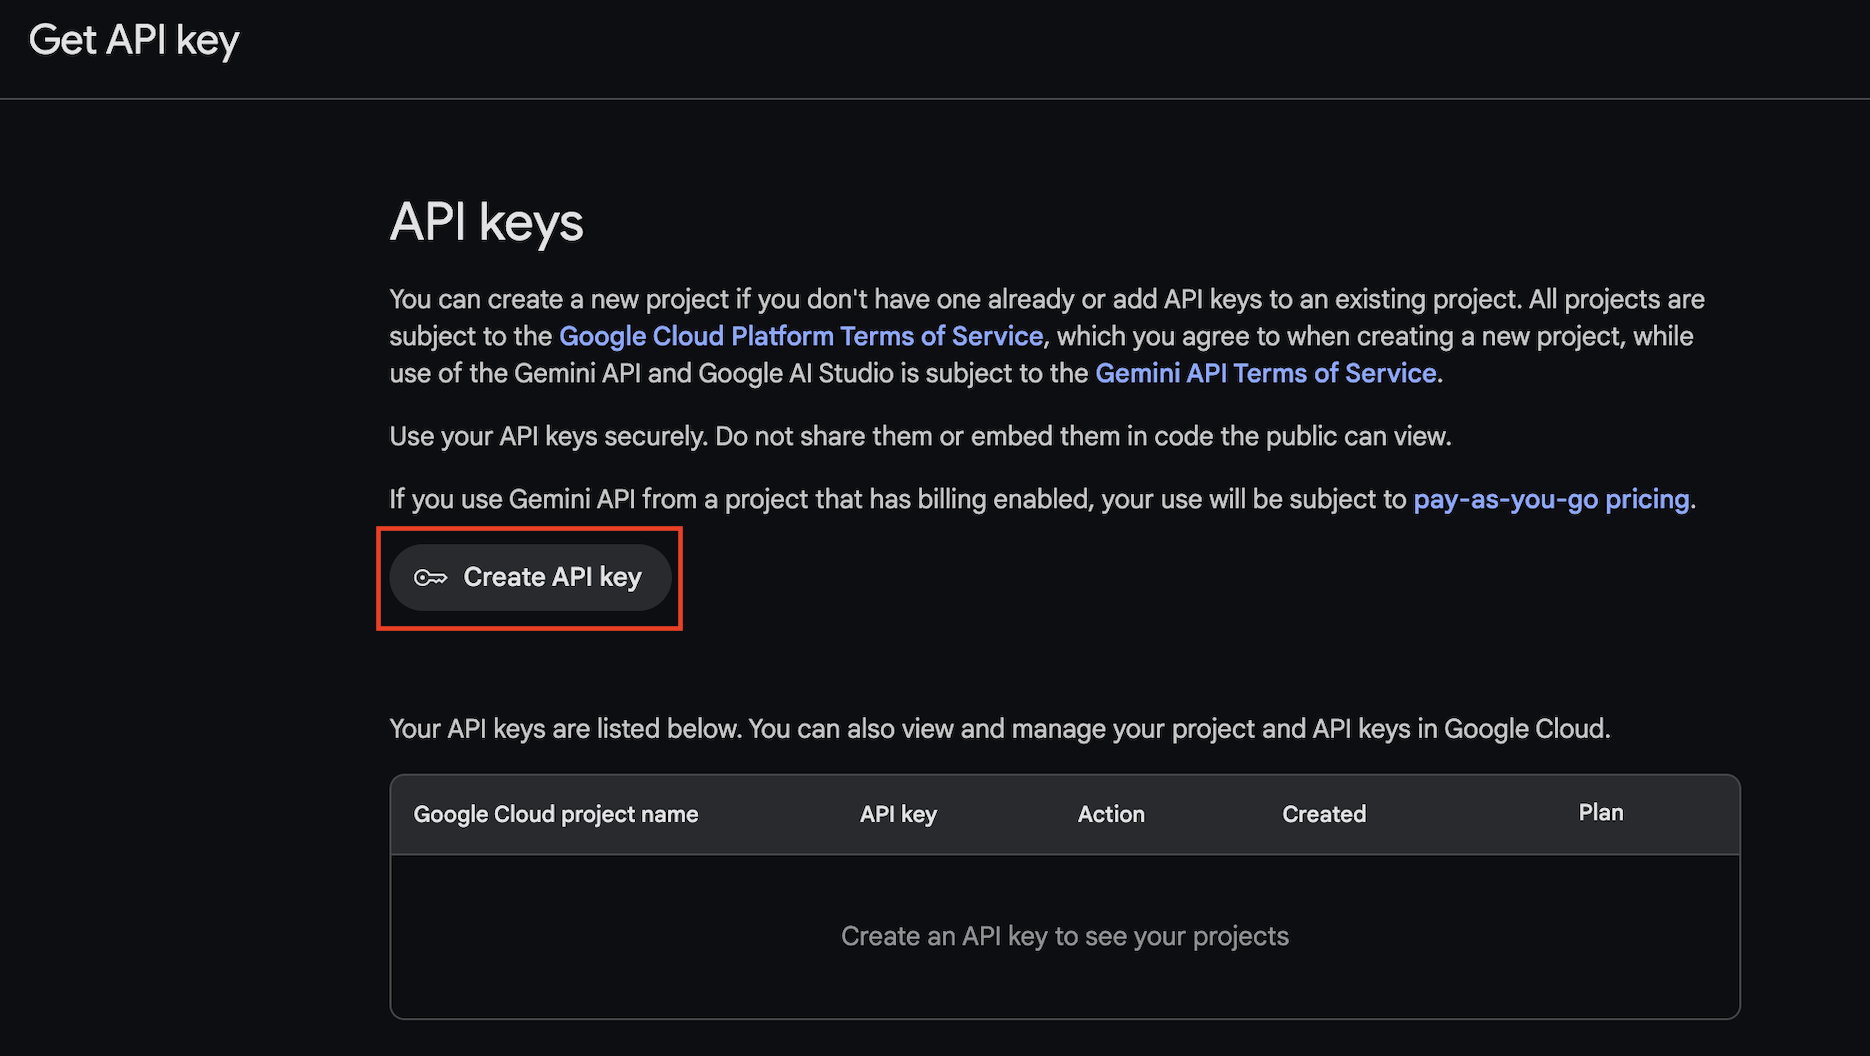 Get API key
API keys
You can create a new project if you don't have one already or add API keys to an existing project. All projects are
subject to the Google Cloud Platform Terms of Service, which you agree to when creating a new project, while
use of the Gemini API and Google AI Studio is subject to the Gemini API Terms of Service.
Use your API keys securely. Do not share them or embed them in code the public can view.
If you use Gemini API from a project that has billing enabled, your use will be subject to pay-as-you-go pricing.
Create API key
Your API keys are listed below. You can also view and manage your project and API keys in Google Cloud.
Google Cloud project name API key Action Created Plan
Create an API key to see your projects